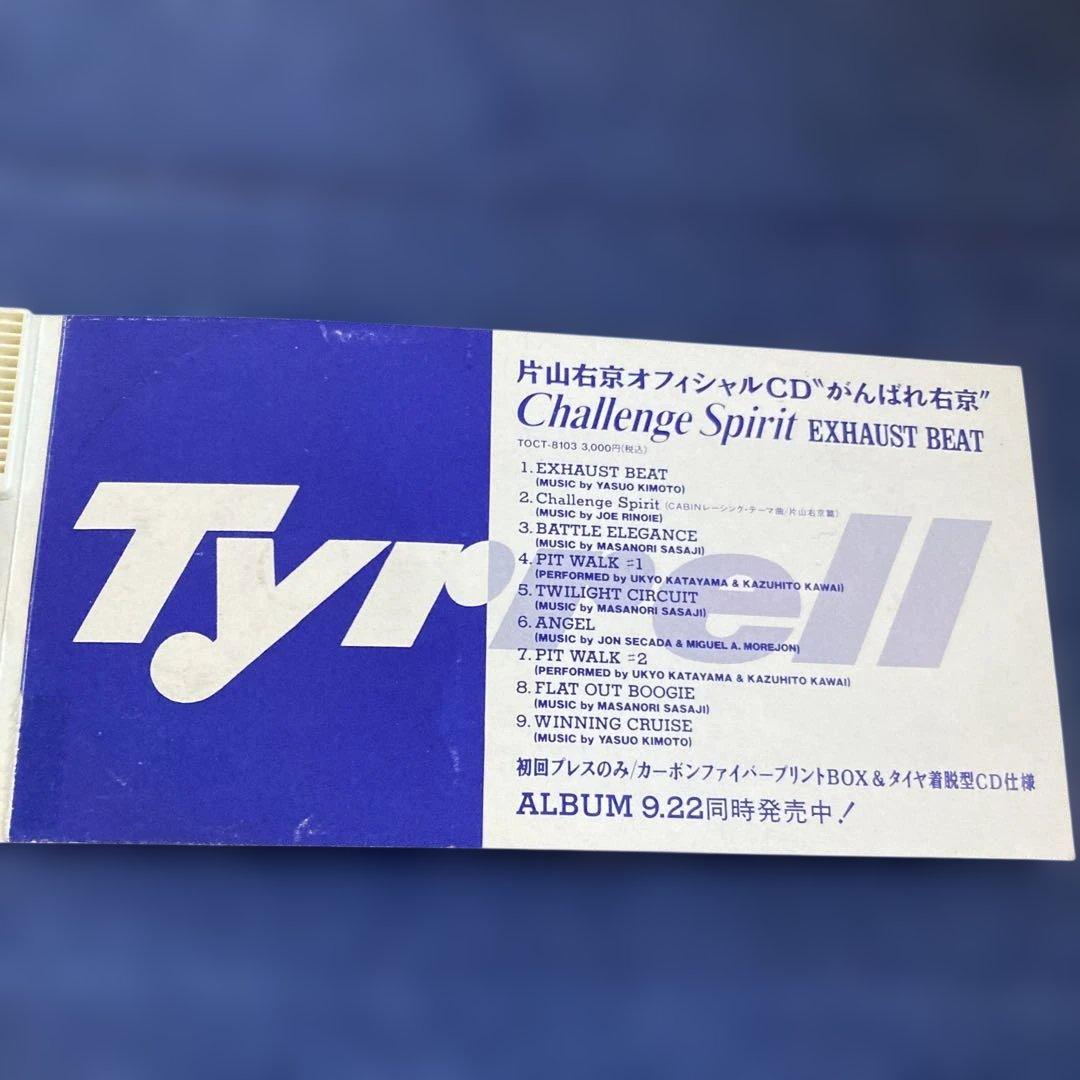 Tyrrell
片山右京オフィシャルCD〝がんばれ右京”
Challenge Spirit EXHAUST BEAT
TOCT-8103 3,000円(税込)
1. EXHAUST BEAT
(MUSIC by YASUO KIMOTO)
2. Challenge Spirit (CABINレーシング・テーマ曲/片山右京篇)
(MUSIC by JOE RINOIE)
3. BATTLE ELEGANCE
(MUSIC by MASANORI SASAJI)
4. PIT WALK #1
(PERFORMED by UKYO KATAYAMA & KAZUHITO KAWAI)
5. TWILIGHT CIRCUIT
(MUSIC by MASANORI SASAJI)
6. ANGEL
(MUSIC by JON SECADA & MIGUEL A. MOREJON)
7. PIT WALK #2
(PERFORMED by UKYO KATAYAMA & KAZUHITO KAWAI)
8. FLAT OUT BOOGIE
(MUSIC by MASANORI SASAJI)
9. WINNING CRUISE
(MUSIC by YASUO KIMOTO)
初回プレスのみ/カーボンファイバープリントBOX&タイヤ着脱型CD仕様
ALBUM 9.22同時発売中!